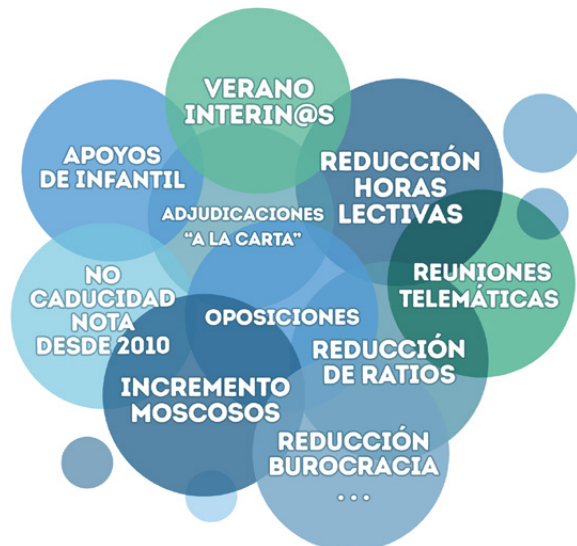 VERANO
INTERIN@S
APOYOS
DE INFANTIL
REDUCCIÓN
HORAS
LECTIVAS
ADJUDICACIONES
"A LA CARTA"
NO
CADUCIDAD
NOTA
DESDE 2010
OPOSICIONES
REUNIONES
TELEMÁTICAS
REDUCCIÓN
DE RATIOS
INCREMENTO
MOSCOSOS
REDUCCIÓN
BUROCRACIA
...